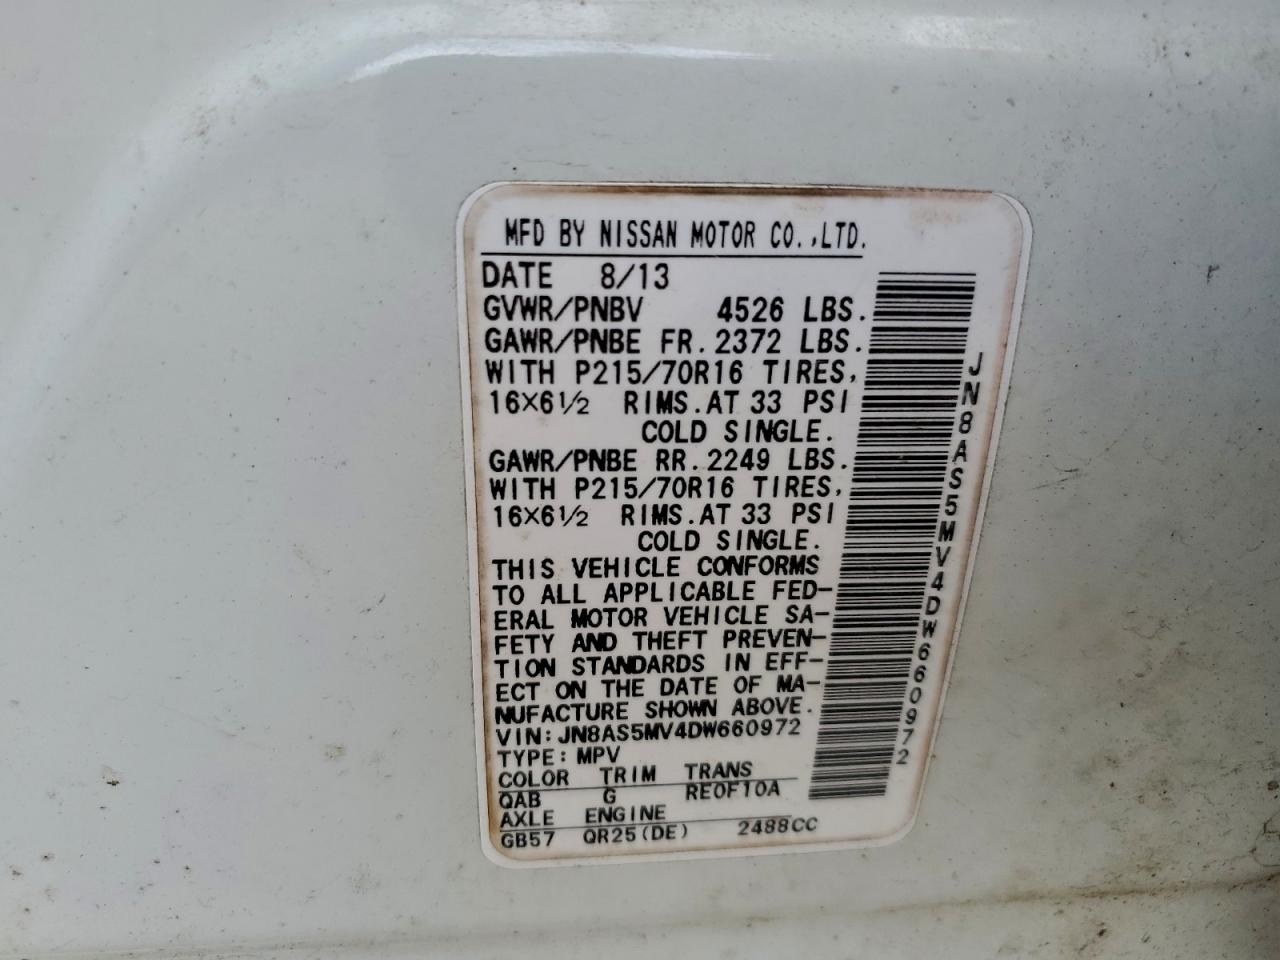 MFD BY NISSAN MOTOR CO.,LTD.
DATE 8/13
GVWR/PNBV 4526 LBS.
GAWR/PNBE FR. 2372 LBS.
WITH P215/70R16 TIRES,
16×6½ RIMS. AT 33 PSI
COLD SINGLE.
GAWR/PNBE RR. 2249 LBS.
WITH P215/70R16 TIRES,
16×6½ RIMS. AT 33 PSI
COLD SINGLE.
THIS VEHICLE CONFORMS
TO ALL APPLICABLE FED-
ERAL MOTOR VEHICLE SA-
FETY AND THEFT PREVEN-
TION STANDARDS IN EFF-
ECT ON THE DATE OF MA-
NUFACTURE SHOWN ABOVE.
VIN: JN8AS5MV4DW660972
TYPE: MPV
COLOR TRIM TRANS
QAB G RE0F10A
AXLE ENGINE
GB57 QR25(DE) 2488CC
JN8AS5MV4DW660972